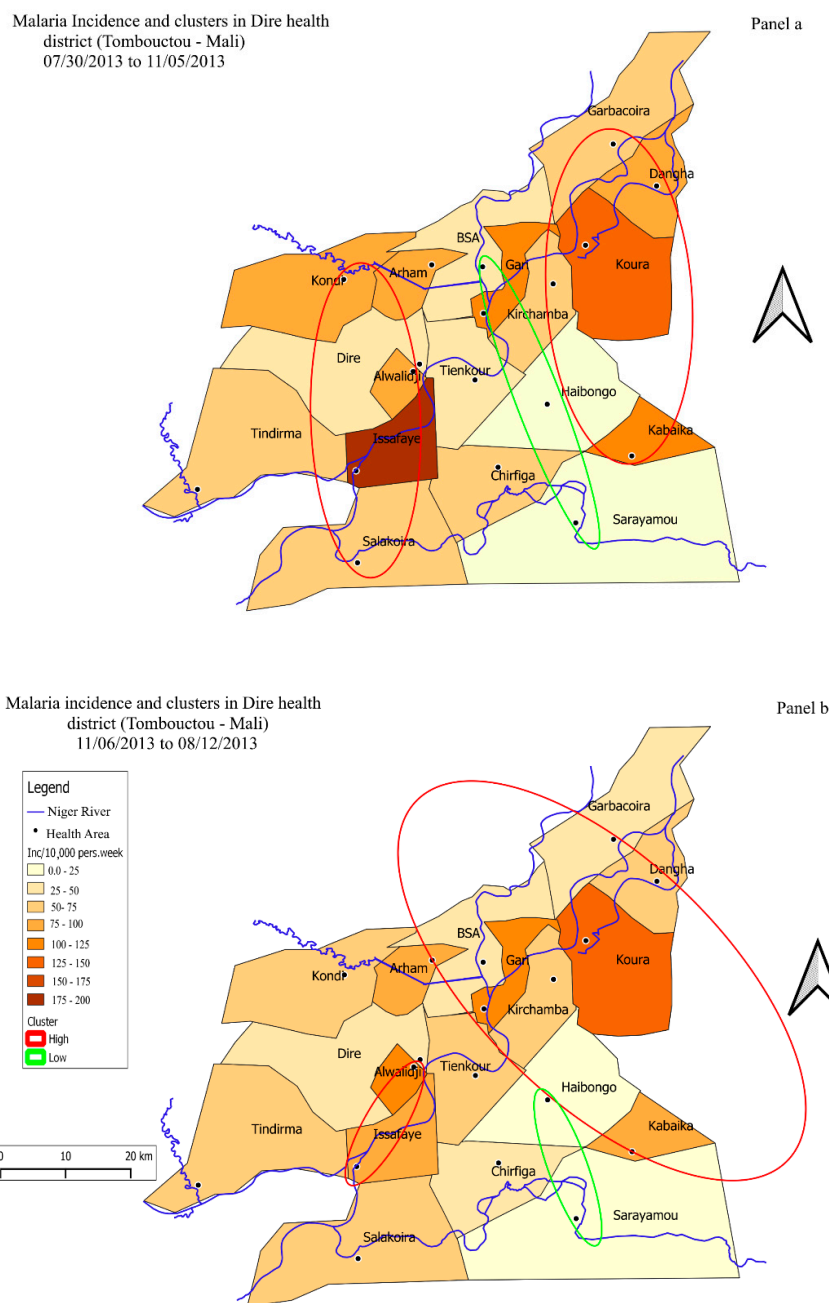 Malaria Incidence and clusters in Dire health
district (Tombouctou - Mali)
07/30/2013 to 11/05/2013
Panel a
Garbacoira
Dangha
BSA
Gari
Koura
Kondi
Arham
Kirchamba
Dire
Alwalidji
Tienkour
Haibongo
Tindirma
Issafaye
Kabaika
Chirfiga
Sarayamou
Salakoira
Malaria incidence and clusters in Dire health
district (Tombouctou - Mali)
11/06/2013 to 08/12/2013
Panel b
Legend
Niger River
Health Area
Inc/10,000 pers.week
0.0 - 25
25 - 50
50- 75
75 - 100
100 - 125
125 - 150
150 - 175
175 - 200
Cluster
High
Low
Garbacoira
Dangha
BSA
Gari
Koura
Kondi
Arham
Kirchamba
Dire
Alwalidji
Tienkour
Haibongo
Tindirma
Issafaye
Kabaika
Chirfiga
Sarayamou
Salakoira
0 10 20 km